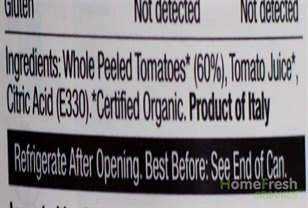 Gluten Not detected Not detected
Ingredients: Whole Peeled Tomatoes* (60%), Tomato Juice*,
Citric Acid (E330). *Certified Organic. Product of Italy
Refrigerate After Opening. Best Before: See End of Can.
HomeFresh
ORGANICS